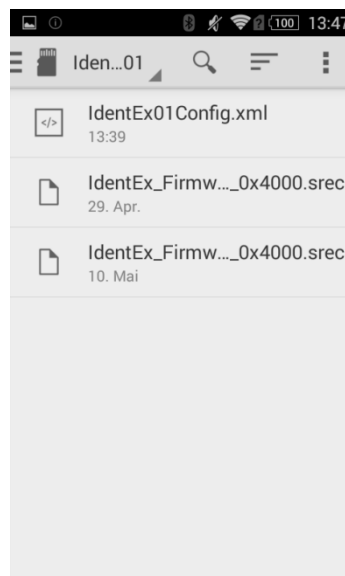 100 13:47
Iden...01
IdentEx01Config.xml
13:39
IdentEx_Firmw..._0x4000.srec
29. Apr.
IdentEx_Firmw..._0x4000.srec
10. Mai